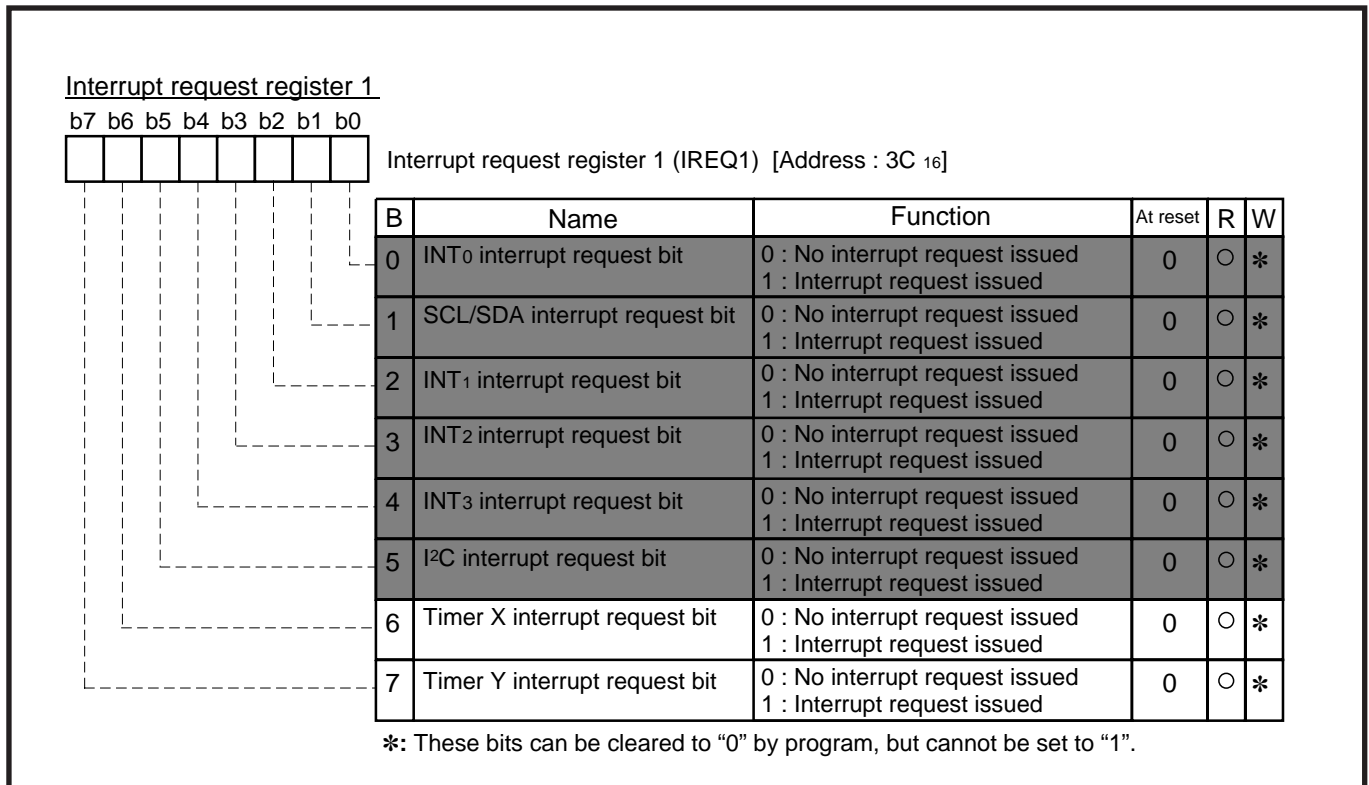 Interrupt request register 1
b7 b6 b5 b4 b3 b2 b1 b0
Interrupt request register 1 (IREQ1) [Address : 3C 16]
B Name Function At reset R W
0 INT0 interrupt request bit 0 : No interrupt request issued 0 ○ ✻
1 : Interrupt request issued
1 SCL/SDA interrupt request bit 0 : No interrupt request issued 0 ○ ✻
1 : Interrupt request issued
2 INT1 interrupt request bit 0 : No interrupt request issued 0 ○ ✻
1 : Interrupt request issued
3 INT2 interrupt request bit 0 : No interrupt request issued 0 ○ ✻
1 : Interrupt request issued
4 INT3 interrupt request bit 0 : No interrupt request issued 0 ○ ✻
1 : Interrupt request issued
5 I2C interrupt request bit 0 : No interrupt request issued 0 ○ ✻
1 : Interrupt request issued
6 Timer X interrupt request bit 0 : No interrupt request issued 0 ○ ✻
1 : Interrupt request issued
7 Timer Y interrupt request bit 0 : No interrupt request issued 0 ○ ✻
1 : Interrupt request issued
✻: These bits can be cleared to “0” by program, but cannot be set to “1”.